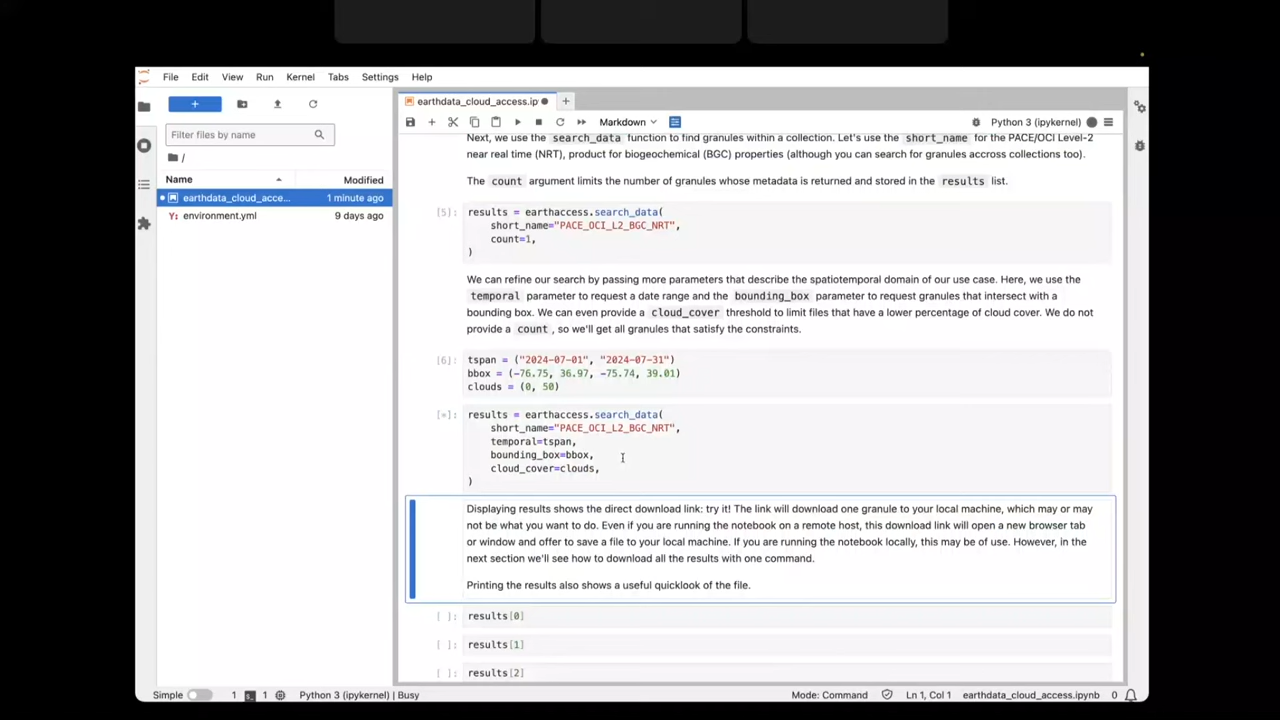 File Edit View Run Kernel Tabs Settings Help
+
Filter files by name
/
Name Modified
earthdata_cloud_acce... 1 minute ago
Y: environment.yml 9 days ago
earthdata_cloud_access.ip
Markdown
Python 3 (ipykernel)
Next, we use the search_data function to find granules within a collection. Let's use the short_name for the PACE/OCI Level-2
near real time (NRT), product for biogeochemical (BGC) properties (although you can search for granules accross collections too).
The count argument limits the number of granules whose metadata is returned and stored in the results list.
[5]: results = earthaccess.search_data(
short_name="PACE_OCI_L2_BGC_NRT",
count=1,
)
We can refine our search by passing more parameters that describe the spatiotemporal domain of our use case. Here, we use the
temporal parameter to request a date range and the bounding_box parameter to request granules that intersect with a
bounding box. We can even provide a cloud_cover threshold to limit files that have a lower percentage of cloud cover. We do not
provide a count, so we'll get all granules that satisfy the constraints.
[6]: tspan = ("2024-07-01", "2024-07-31")
bbox = (-76.75, 36.97, -75.74, 39.01)
clouds = (0, 50)
[*]: results = earthaccess.search_data(
short_name="PACE_OCI_L2_BGC_NRT",
temporal=tspan,
bounding_box=bbox,
cloud_cover=clouds,
)
Displaying results shows the direct download link: try it! The link will download one granule to your local machine, which may or may
not be what you want to do. Even if you are running the notebook on a remote host, this download link will open a new browser tab
or window and offer to save a file to your local machine. If you are running the notebook locally, this may be of use. However, in the
next section we'll see how to download all the results with one command.
Printing the results also shows a useful quicklook of the file.
[ ]: results[0]
[ ]: results[1]
[ ]: results[2]
Simple 1 1 Python 3 (ipykernel) | Busy Mode: Command Ln 1, Col 1 earthdata_cloud_access.ipynb 0